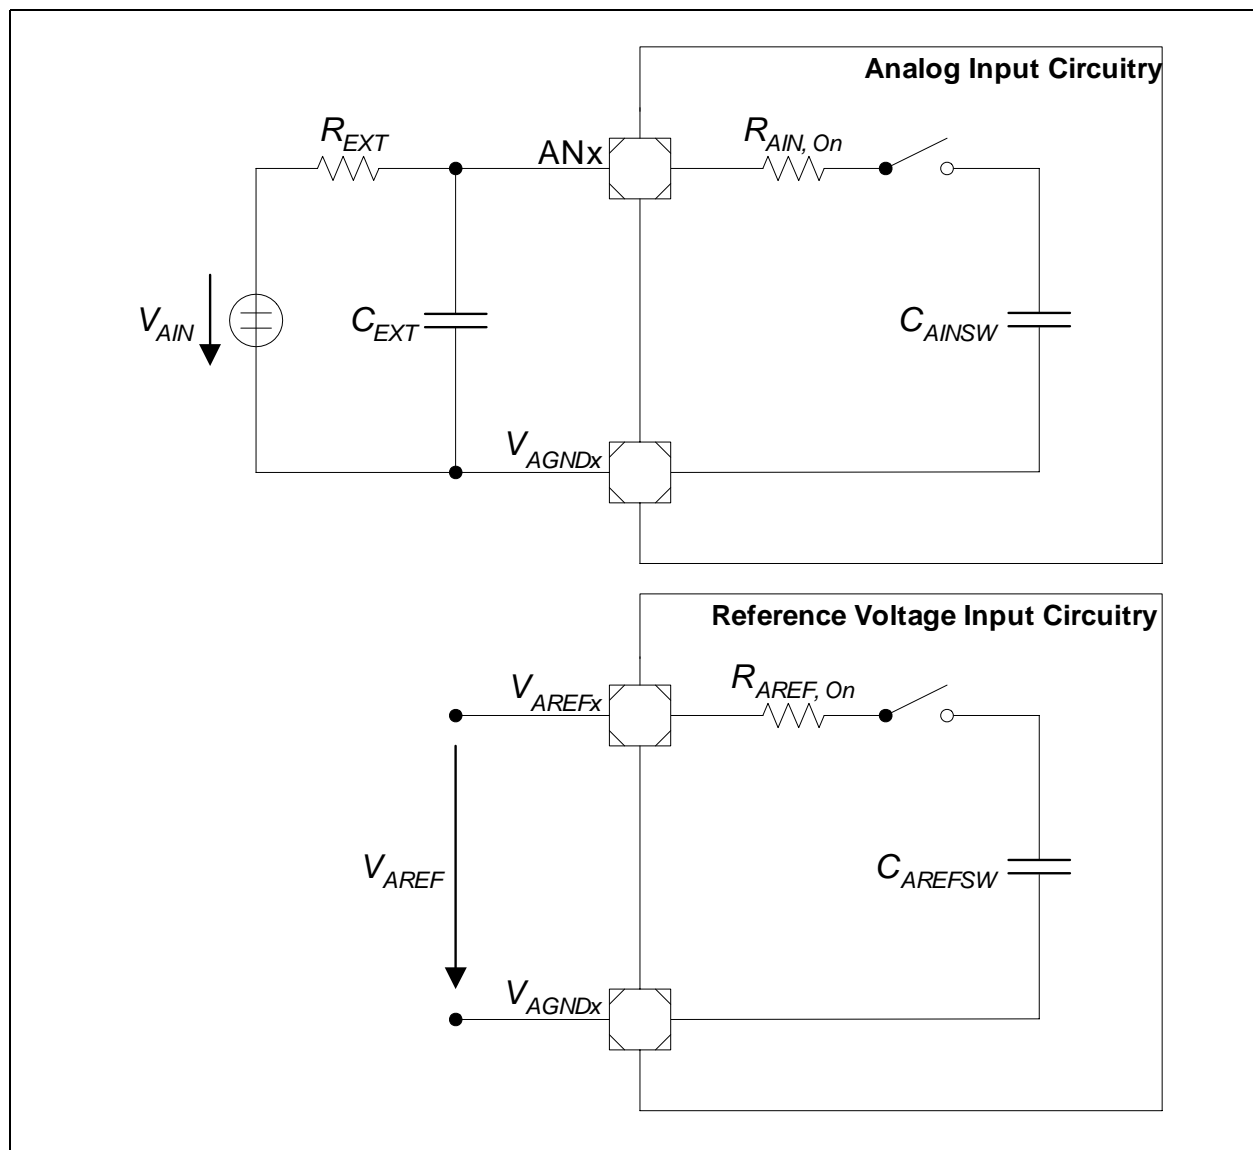 Analog Input Circuitry
R_EXT
ANx
R_AIN, On
V_AIN
C_EXT
C_AINSW
V_AGNDx
Reference Voltage Input Circuitry
V_AREFx
R_AREF, On
V_AREF
C_AREFSW
V_AGNDx